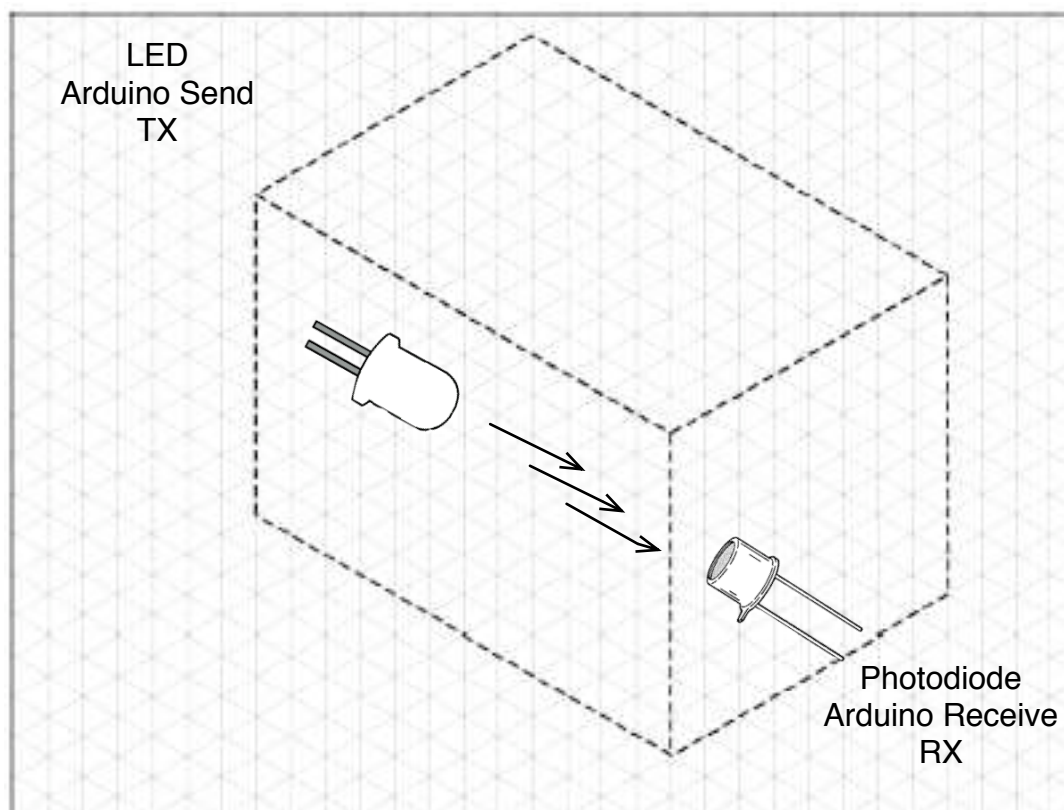 LED
Arduino Send
TX
Photodiode
Arduino Receive
RX